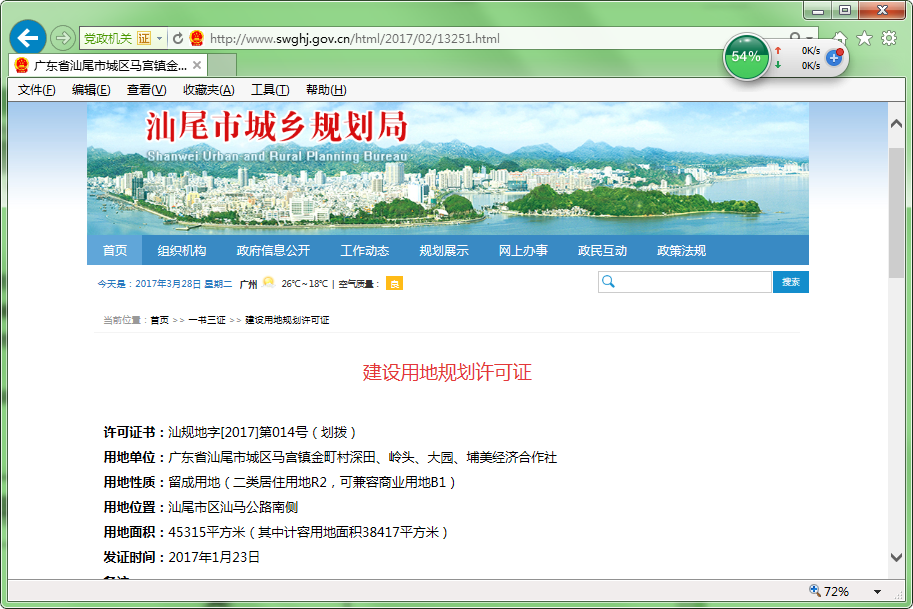 党政机关 证
http://www.swghj.gov.cn/html/2017/02/13251.html
广东省汕尾市城区马宫镇金...
54%
0K/s
0K/s
文件(F) 编辑(E) 查看(V) 收藏夹(A) 工具(T) 帮助(H)
汕尾市城乡规划局
Shanwei Urban and Rural Planning Bureau
首页 组织机构 政府信息公开 工作动态 规划展示 网上办事 政民互动 政策法规
今天是：2017年3月28日 星期二 广州 26℃~18℃ | 空气质量： 良
搜索
当前位置：首页 >> 一书三证 >> 建设用地规划许可证
建设用地规划许可证
许可证书：汕规地字[2017]第014号（划拨）
用地单位：广东省汕尾市城区马宫镇金町村深田、岭头、大园、埔美经济合作社
用地性质：留成用地（二类居住用地R2，可兼容商业用地B1）
用地位置：汕尾市区汕马公路南侧
用地面积：45315平方米（其中计容用地面积38417平方米）
发证时间：2017年1月23日
72%